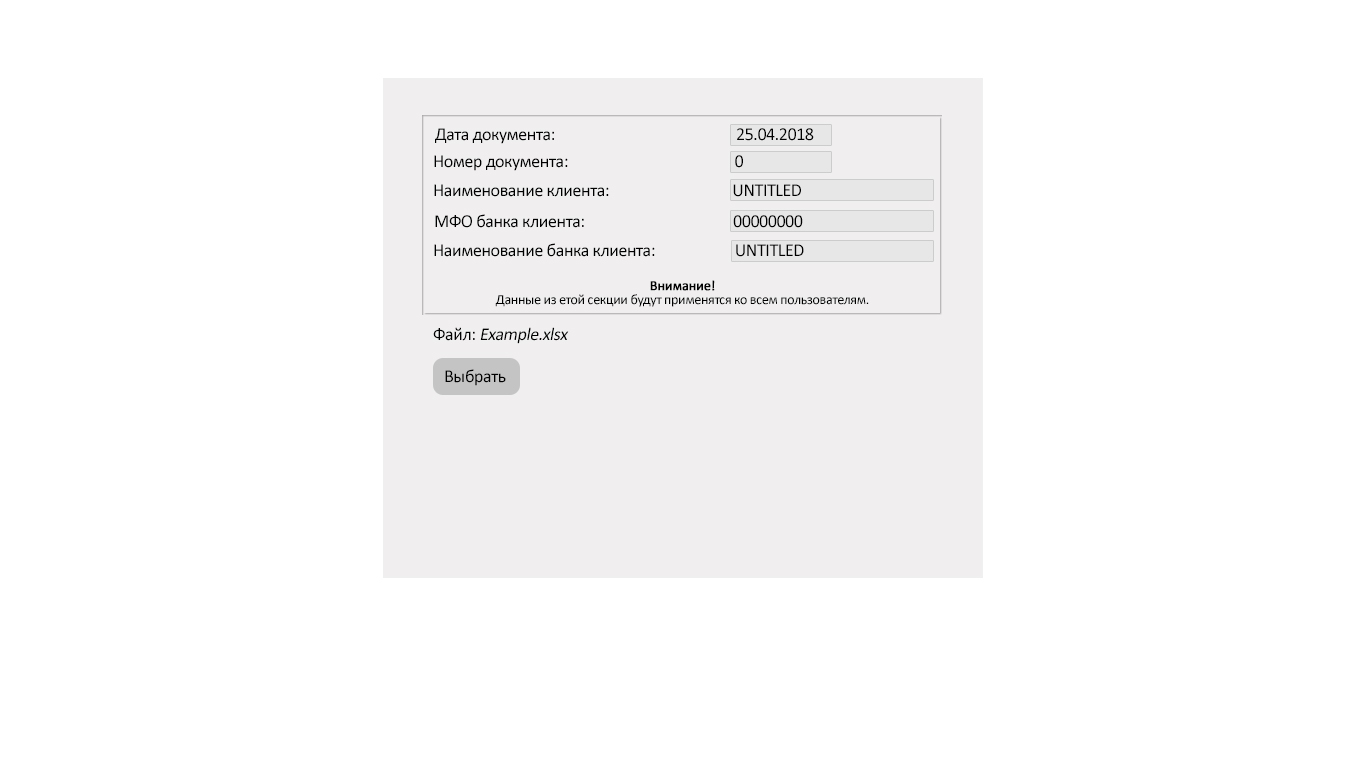 Дата документа: 25.04.2018
Номер документа: 0
Наименование клиента: UNTITLED
МФО банка клиента: 00000000
Наименование банка клиента: UNTITLED
Внимание!
Данные из етой секции будут применятся ко всем пользователям.
Файл: Example.xlsx
Выбрать